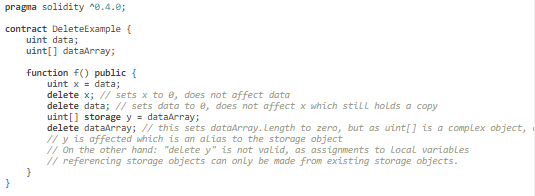 pragma solidity ^0.4.0;

contract DeleteExample {
    uint data;
    uint[] dataArray;

    function f() public {
        uint x = data;
        delete x; // sets x to 0, does not affect data
        delete data; // sets data to 0, does not affect x which still holds a copy
        uint[] storage y = dataArray;
        delete dataArray; // this sets dataArray.length to zero, but as uint[] is a complex object,
        // y is affected which is an alias to the storage object
        // On the other hand: "delete y" is not valid, as assignments to local variables
        // referencing storage objects can only be made from existing storage objects.
    }
}